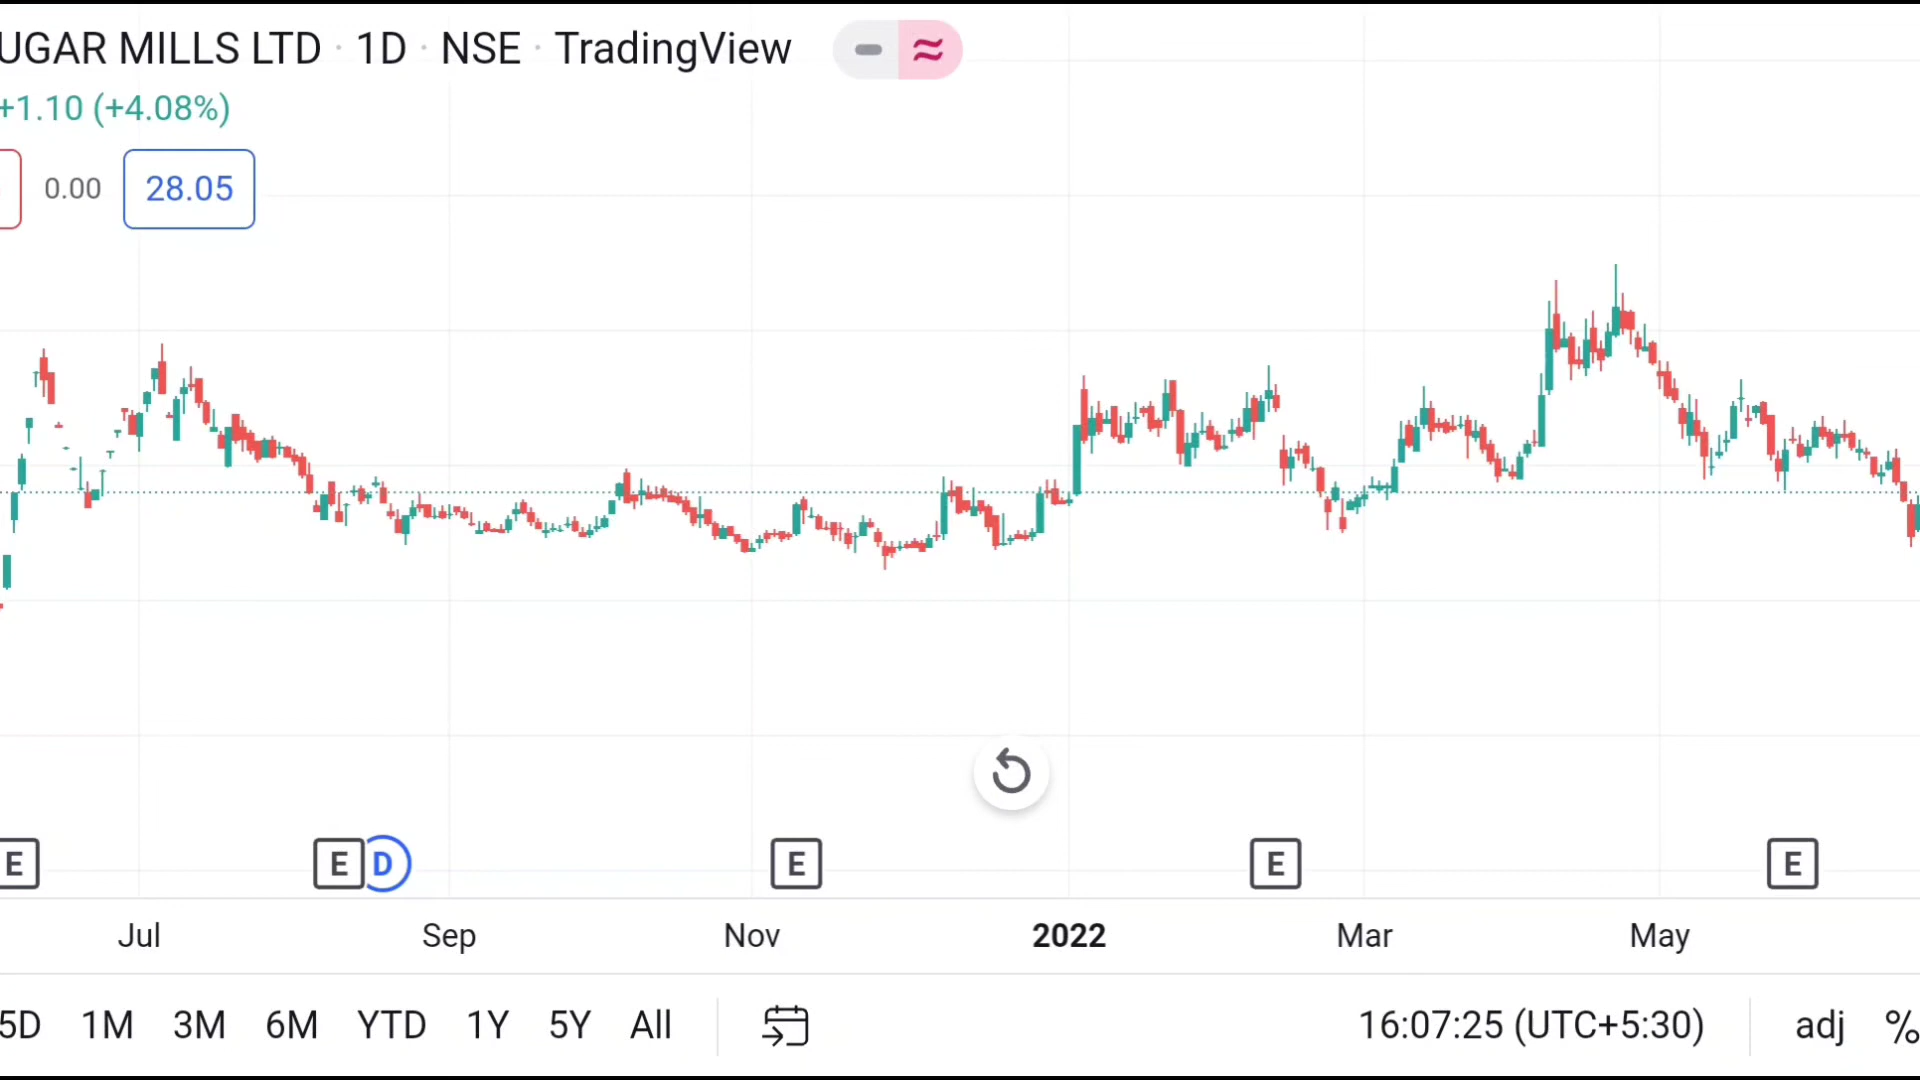 UGAR MILLS LTD · 1D · NSE · TradingView
+1.10 (+4.08%)
0.00 28.05
E E D E E E
Jul Sep Nov 2022 Mar May
5D 1M 3M 6M YTD 1Y 5Y All 16:07:25 (UTC+5:30) adj %